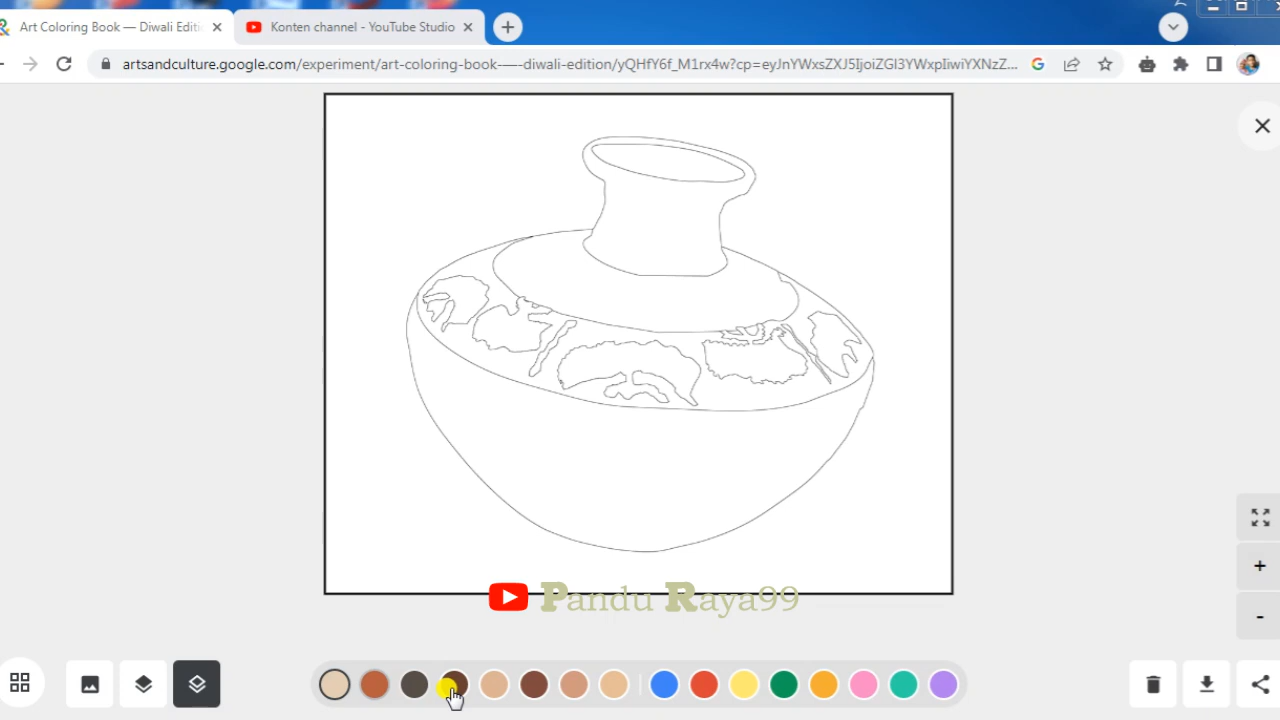 Art Coloring Book — Diwali Editi
Konten channel - YouTube Studio
artsandculture.google.com/experiment/art-coloring-book-----diwali-edition/yQHfY6f_M1rx4w?cp=eyJnYWxsZXJ5IjoiZGl3YWxpIiwiYXNzZ...
Pandu Raya99